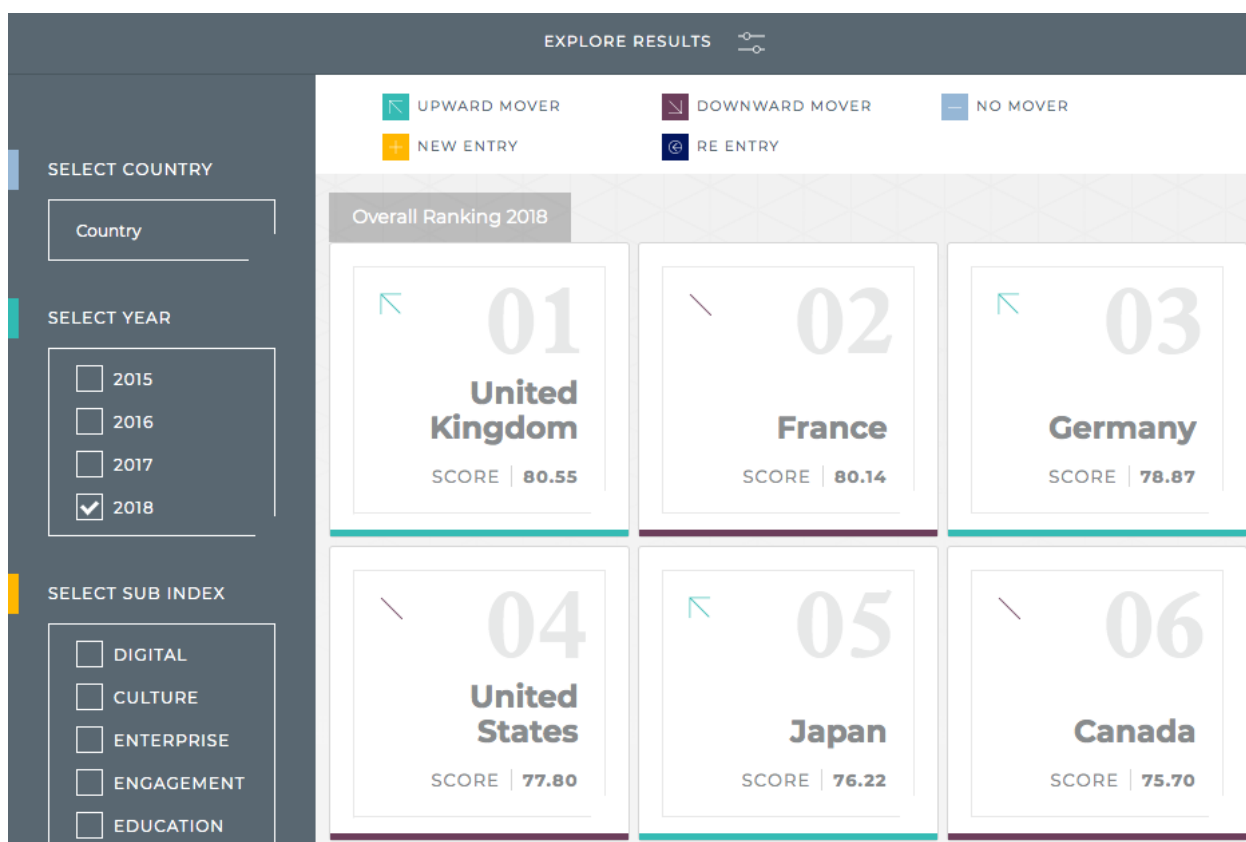 EXPLORE RESULTS
UPWARD MOVER
DOWNWARD MOVER
NO MOVER
NEW ENTRY
RE ENTRY
SELECT COUNTRY
Country
SELECT YEAR
2015
2016
2017
2018
SELECT SUB INDEX
DIGITAL
CULTURE
ENTERPRISE
ENGAGEMENT
EDUCATION
Overall Ranking 2018
01
United
Kingdom
SCORE | 80.55
02
France
SCORE | 80.14
03
Germany
SCORE | 78.87
04
United
States
SCORE | 77.80
05
Japan
SCORE | 76.22
06
Canada
SCORE | 75.70